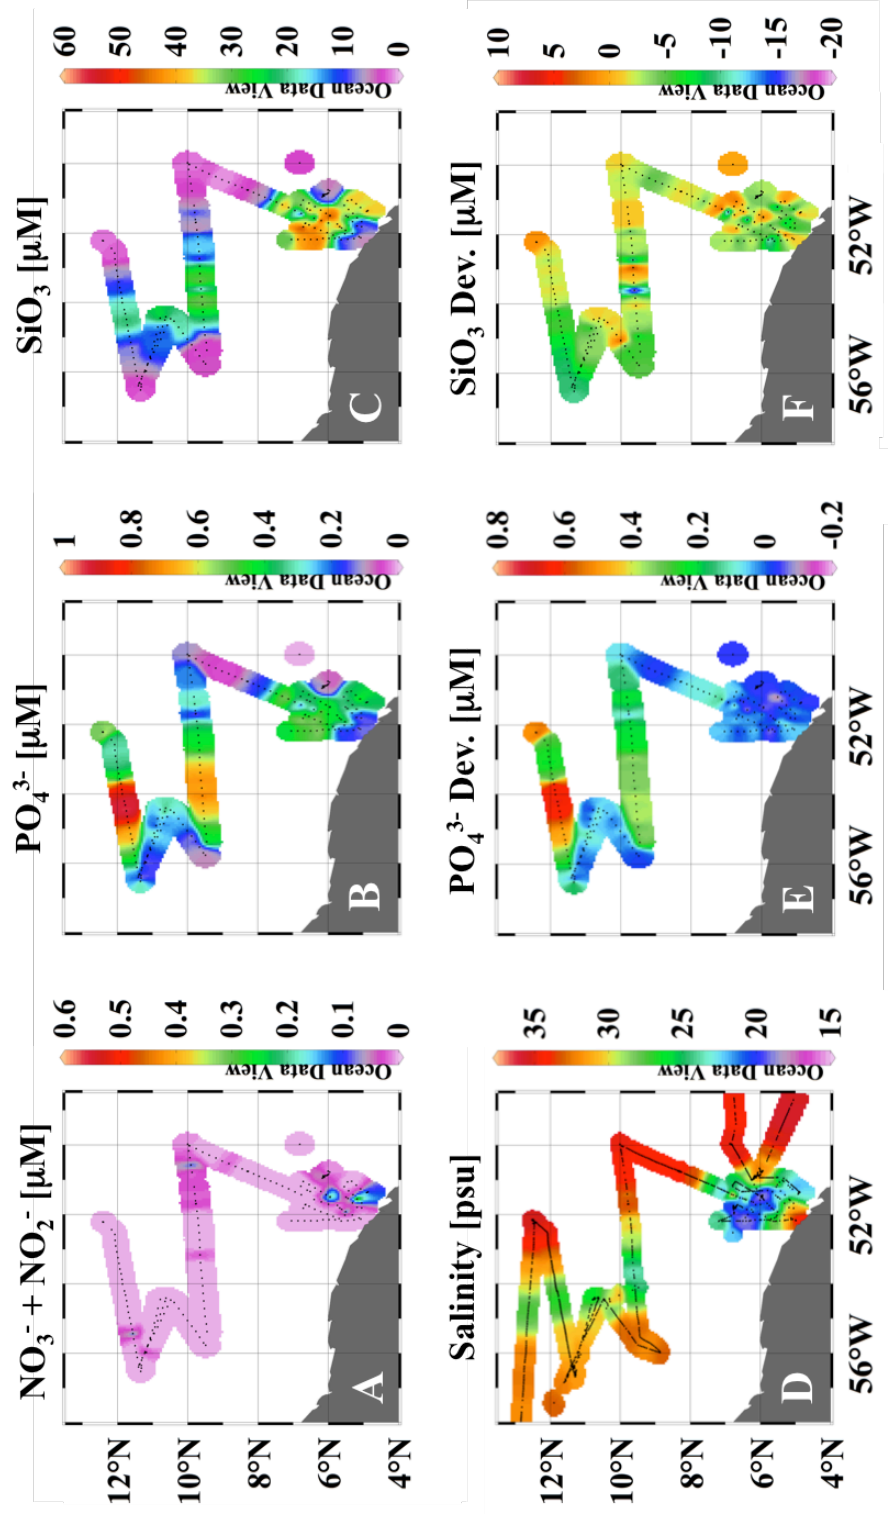 NO₃⁻ + NO₂⁻ [µM]
12°N
10°N
8°N
6°N
4°N
A
0.6
0.5
0.4
0.3
0.2
0.1
0
Ocean Data View
PO₄³⁻ [µM]
B
1
0.8
0.6
0.4
0.2
0
Ocean Data View
SiO₃ [µM]
C
60
50
40
30
20
10
0
Ocean Data View
Salinity [psu]
12°N
10°N
8°N
6°N
4°N
56°W
52°W
D
35
30
25
20
15
Ocean Data View
PO₄³⁻ Dev. [µM]
56°W
52°W
E
0.8
0.6
0.4
0.2
0
-0.2
Ocean Data View
SiO₃ Dev. [µM]
56°W
52°W
F
10
5
0
-5
-10
-15
-20
Ocean Data View